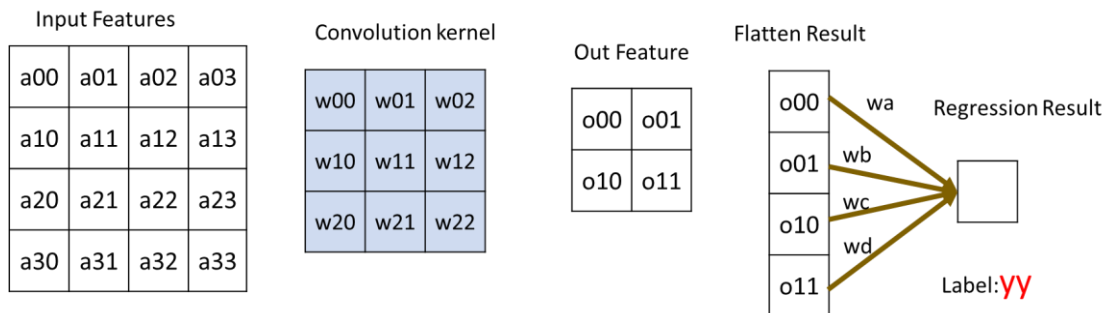 Input Features
a00 a01 a02 a03
a10 a11 a12 a13
a20 a21 a22 a23
a30 a31 a32 a33
Convolution kernel
w00 w01 w02
w10 w11 w12
w20 w21 w22
Out Feature
o00 o01
o10 o11
Flatten Result
o00
o01
o10
o11
wa
wb
wc
wd
Regression Result
Label:yy